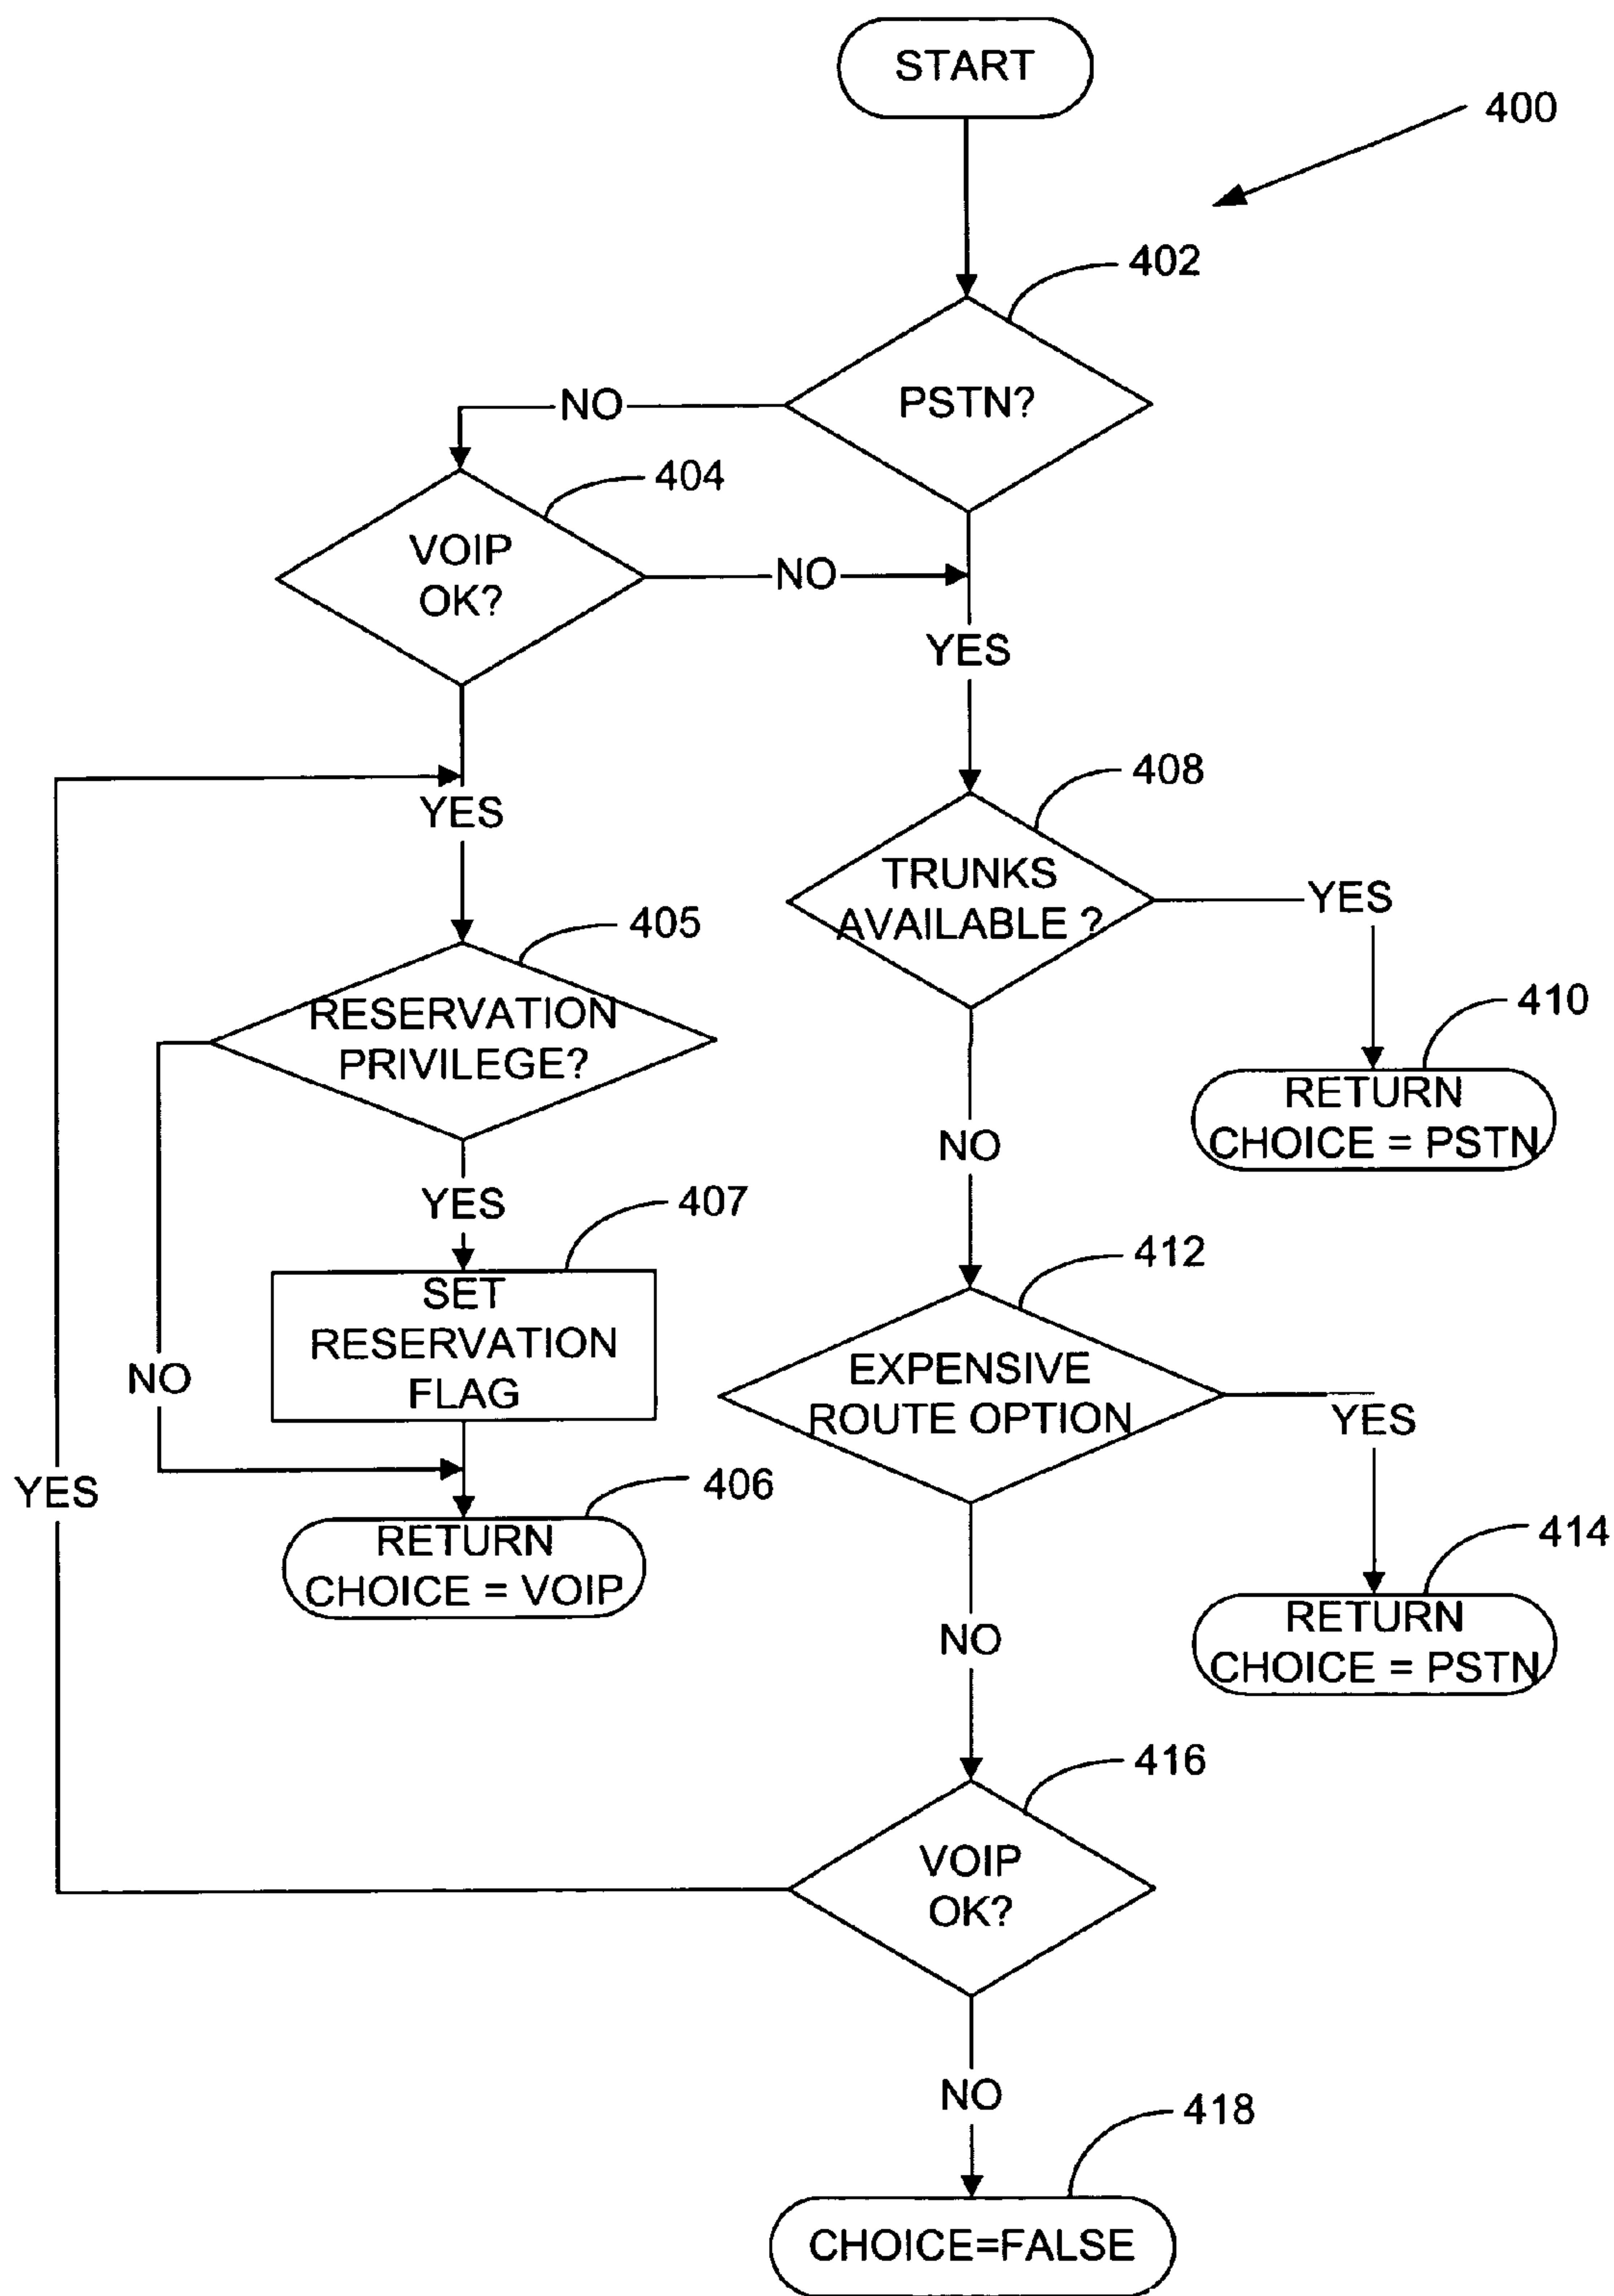 START
400
402
PSTN?
NO
404
VOIP
OK?
NO
YES
408
YES
TRUNKS
AVAILABLE ?
YES
405
RESERVATION
PRIVILEGE?
410
RETURN
CHOICE = PSTN
NO
YES
407
412
SET
RESERVATION
FLAG
NO
EXPENSIVE
ROUTE OPTION
YES
YES
406
RETURN
CHOICE = VOIP
414
RETURN
CHOICE = PSTN
NO
416
VOIP
OK?
NO
418
CHOICE=FALSE